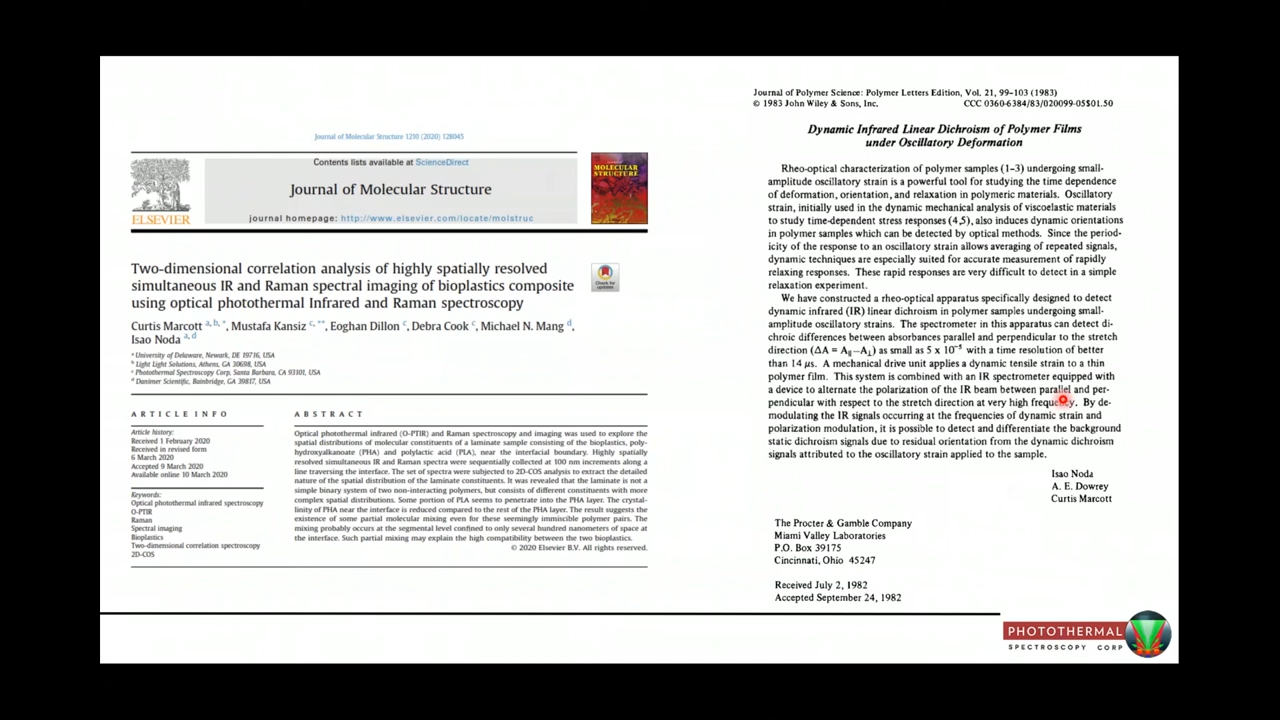 Journal of Molecular Structure 1210 (2020) 128045
Contents lists available at ScienceDirect
Journal of Molecular Structure
journal homepage: http://www.elsevier.com/locate/molstruc
ELSEVIER
MOLECULAR
STRUCTURE
Two-dimensional correlation analysis of highly spatially resolved
simultaneous IR and Raman spectral imaging of bioplastics composite
using optical photothermal Infrared and Raman spectroscopy
Check for
updates
Curtis Marcott a, b, *, Mustafa Kansiz c, **, Eoghan Dillon c, Debra Cook c, Michael N. Mang d,
Isao Noda a, d
a University of Delaware, Newark, DE 19716, USA
b Light Light Solutions, Athens, GA 30698, USA
c Photothermal Spectroscopy Corp, Santa Barbara, CA 93101, USA
d Danimer Scientific, Bainbridge, GA 39817, USA
ARTICLE INFO
Article history:
Received 1 February 2020
Received in revised form
6 March 2020
Accepted 9 March 2020
Available online 10 March 2020
Keywords:
Optical photothermal infrared spectroscopy
O-PTIR
Raman
Spectral imaging
Bioplastics
Two-dimensional correlation spectroscopy
2D-COS
ABSTRACT
Optical photothermal infrared (O-PTIR) and Raman spectroscopy and imaging was used to explore the
spatial distributions of molecular constituents of a laminate sample consisting of the bioplastics, poly-
hydroxyalkanoate (PHA) and polylactic acid (PLA), near the interfacial boundary. Highly spatially
resolved simultaneous IR and Raman spectra were sequentially collected at 100 nm increments along a
line traversing the interface. The set of spectra were subjected to 2D-COS analysis to extract the detailed
nature of the spatial distribution of the laminate constituents. It was revealed that the laminate is not a
simple binary system of two non-interacting polymers, but consists of different constituents with more
complex spatial distributions. Some portion of PLA seems to penetrate into the PHA layer. The crystal-
linity of PHA near the interface is reduced compared to the rest of the PHA layer. The result suggests the
existence of some partial molecular mixing even for these seemingly immiscible polymer pairs. The
mixing probably occurs at the segmental level confined to only several hundred nanometers of space at
the interface. Such partial mixing may explain the high compatibility between the two bioplastics.
© 2020 Elsevier B.V. All rights reserved.
Journal of Polymer Science: Polymer Letters Edition, Vol. 21, 99-103 (1983)
© 1983 John Wiley & Sons, Inc. CCC 0360-6384/83/020099-05$01.50
Dynamic Infrared Linear Dichroism of Polymer Films
under Oscillatory Deformation
Rheo-optical characterization of polymer samples (1-3) undergoing small-
amplitude oscillatory strain is a powerful tool for studying the time dependence
of deformation, orientation, and relaxation in polymeric materials. Oscillatory
strain, initially used in the dynamic mechanical analysis of viscoelastic materials
to study time-dependent stress responses (4,5), also induces dynamic orientations
in polymer samples which can be detected by optical methods. Since the period-
icity of the response to an oscillatory strain allows averaging of repeated signals,
dynamic techniques are especially suited for accurate measurement of rapidly
relaxing responses. These rapid responses are very difficult to detect in a simple
relaxation experiment.
We have constructed a rheo-optical apparatus specifically designed to detect
dynamic infrared (IR) linear dichroism in polymer samples undergoing small-
amplitude oscillatory strains. The spectrometer in this apparatus can detect di-
chroic differences between absorbances parallel and perpendicular to the stretch
direction (ΔA = A∥–A⊥) as small as 5 x 10⁻⁵ with a time resolution of better
than 14 μs. A mechanical drive unit applies a dynamic tensile strain to a thin
polymer film. This system is combined with an IR spectrometer equipped with
a device to alternate the polarization of the IR beam between parallel and per-
pendicular with respect to the stretch direction at very high frequency. By de-
modulating the IR signals occurring at the frequencies of dynamic strain and
polarization modulation, it is possible to detect and differentiate the background
static dichroism signals due to residual orientation from the dynamic dichroism
signals attributed to the oscillatory strain applied to the sample.
Isao Noda
A. E. Dowrey
Curtis Marcott
The Procter & Gamble Company
Miami Valley Laboratories
P.O. Box 39175
Cincinnati, Ohio 45247
Received July 2, 1982
Accepted September 24, 1982
PHOTOTHERMAL
SPECTROSCOPY CORP